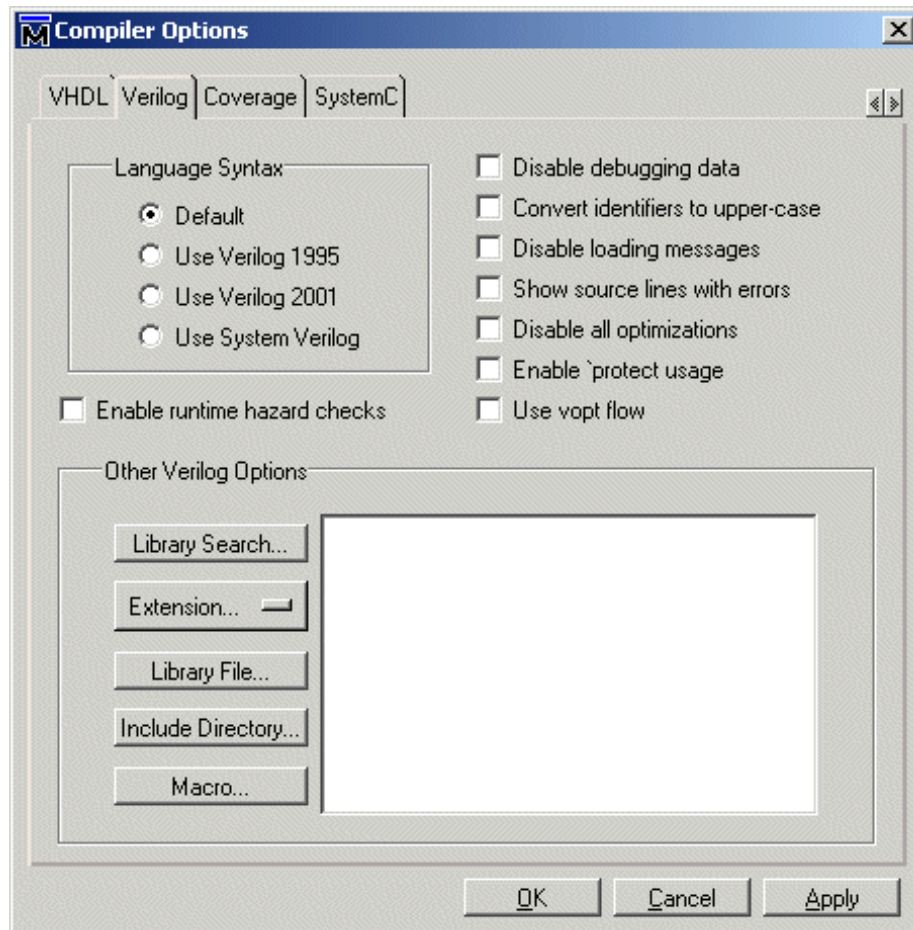 Compiler Options
VHDL Verilog Coverage SystemC
Language Syntax
Default
Use Verilog 1995
Use Verilog 2001
Use System Verilog
Enable runtime hazard checks
Disable debugging data
Convert identifiers to upper-case
Disable loading messages
Show source lines with errors
Disable all optimizations
Enable `protect usage
Use vopt flow
Other Verilog Options
Library Search...
Extension...
Library File...
Include Directory...
Macro...
OK Cancel Apply